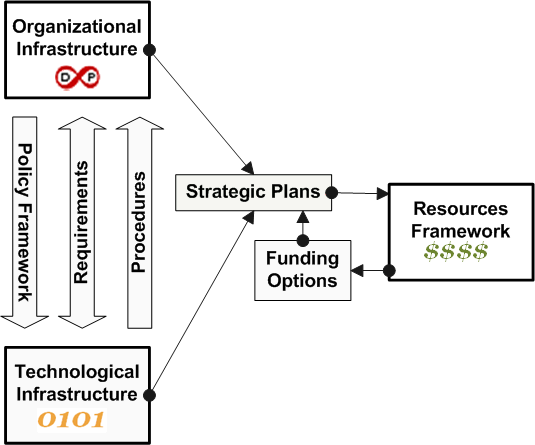 Organizational
Infrastructure
D P
Policy Framework
Requirements
Procedures
Strategic Plans
Resources
Framework
$$$$
Funding
Options
Technological
Infrastructure
0101